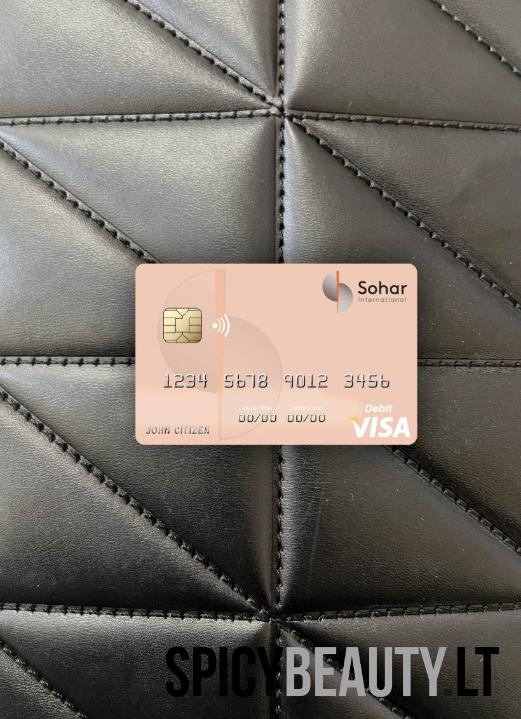 Sohar
International
1234 5678 9012 3456
00/00 00/00
Debit
JOHN CITIZEN
VISA
SPICYBEAUTY.LT